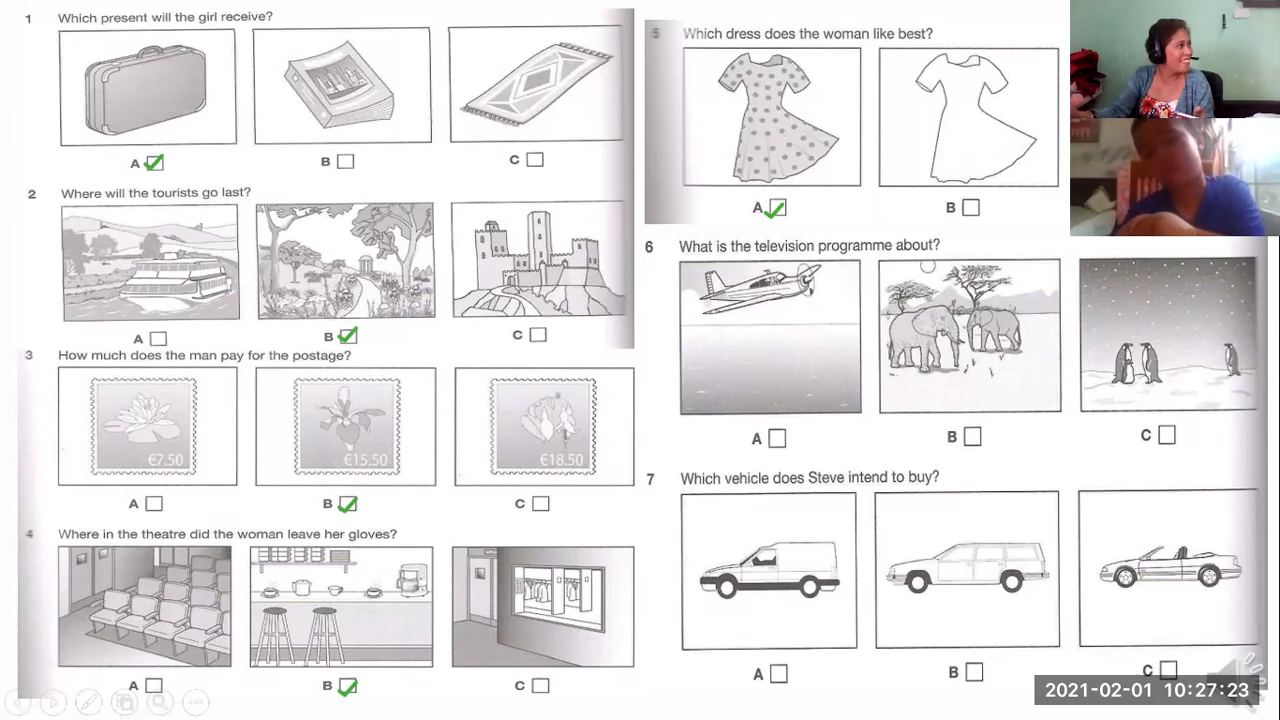 1 Which present will the girl receive?
A B C
2 Where will the tourists go last?
A B C
3 How much does the man pay for the postage?
€7.50 €15.50 €18.50
A B C
4 Where in the theatre did the woman leave her gloves?
A B C
5 Which dress does the woman like best?
A B
6 What is the television programme about?
A B C
7 Which vehicle does Steve intend to buy?
A B C
2021-02-01 10:27:23